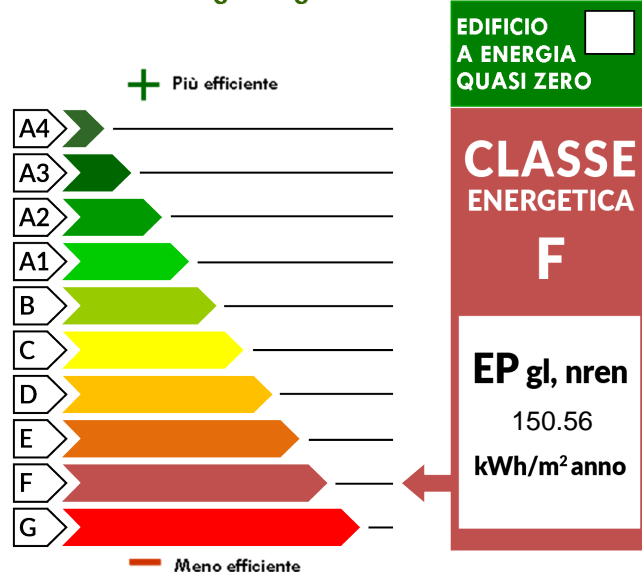 EDIFICIO
A ENERGIA
QUASI ZERO
Più efficiente
A4
A3
A2
A1
B
C
D
E
F
G
Meno efficiente
CLASSE
ENERGETICA
F
EP gl, nren
150.56
kWh/m² anno